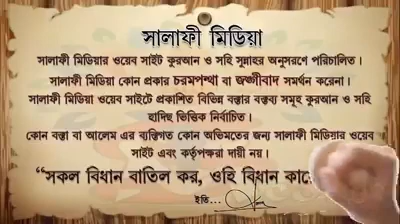 সালাফী মিডিয়া
সালাফী মিডিয়ার ওয়েব সাইট কুরআন ও সহি সুন্নাহর অনুসরণে পরিচালিত।
সালাফী মিডিয়া কোন প্রকার চরমপন্থা বা জঙ্গীবাদ সমর্থন করেনা।
সালাফী মিডিয়া ওয়েব সাইটে প্রকাশিত বিভিন্ন বক্তার বক্তব্য সমূহ কুরআন ও সহি
হাদিছ ভিত্তিক নির্বাচিত।
কোন বক্তা বা আলেম এর ব্যক্তিগত কোন অভিমতের জন্য সালাফী মিডিয়ার ওয়েব
সাইট এবং কর্তৃপক্ষরা দায়ী নয়।
“সকল বিধান বাতিল কর, ওহি বিধান
ইতি...